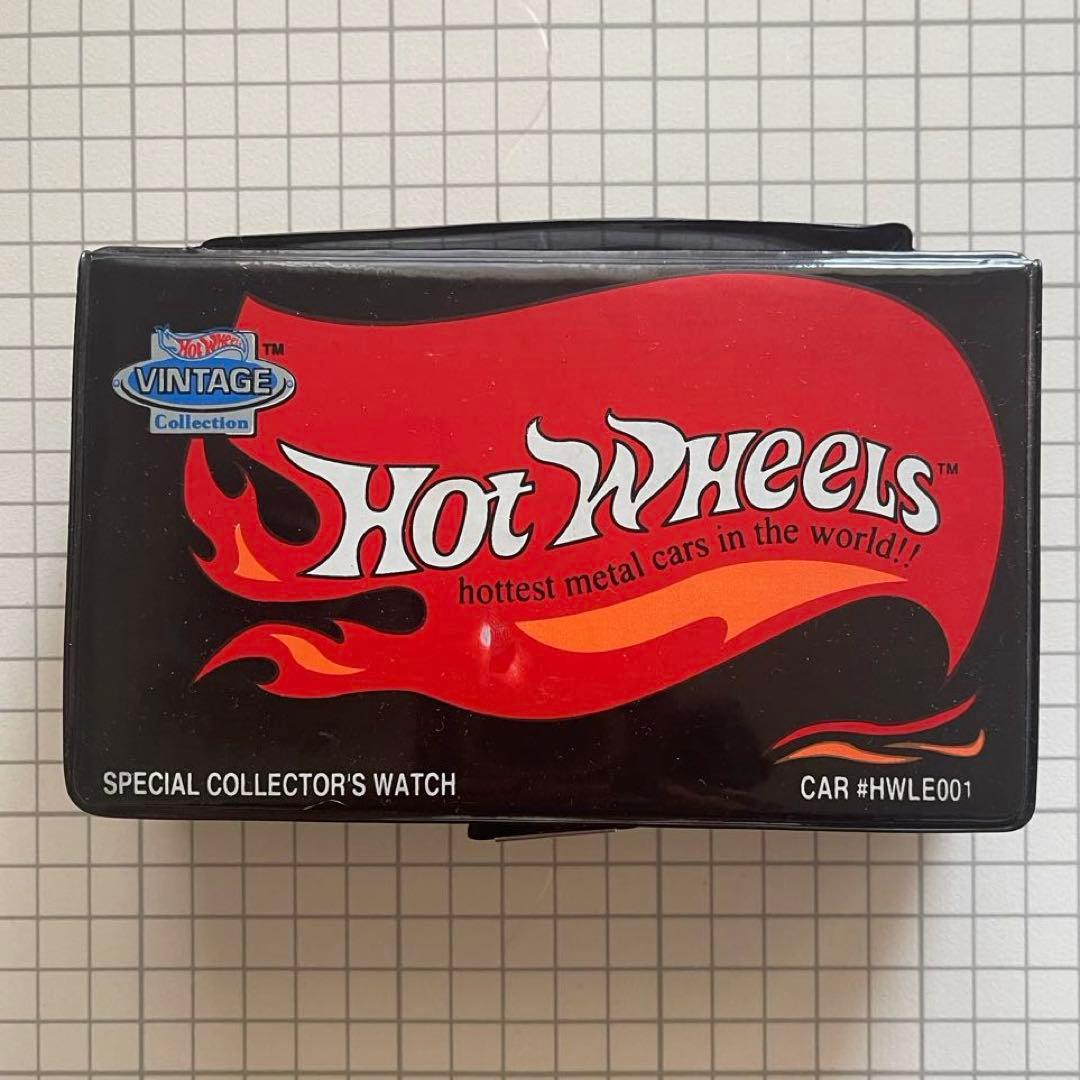 Hot Wheels TM
VINTAGE
Collection
Hot Wheels TM
hottest metal cars in the world!!
SPECIAL COLLECTOR'S WATCH
CAR #HWLE001